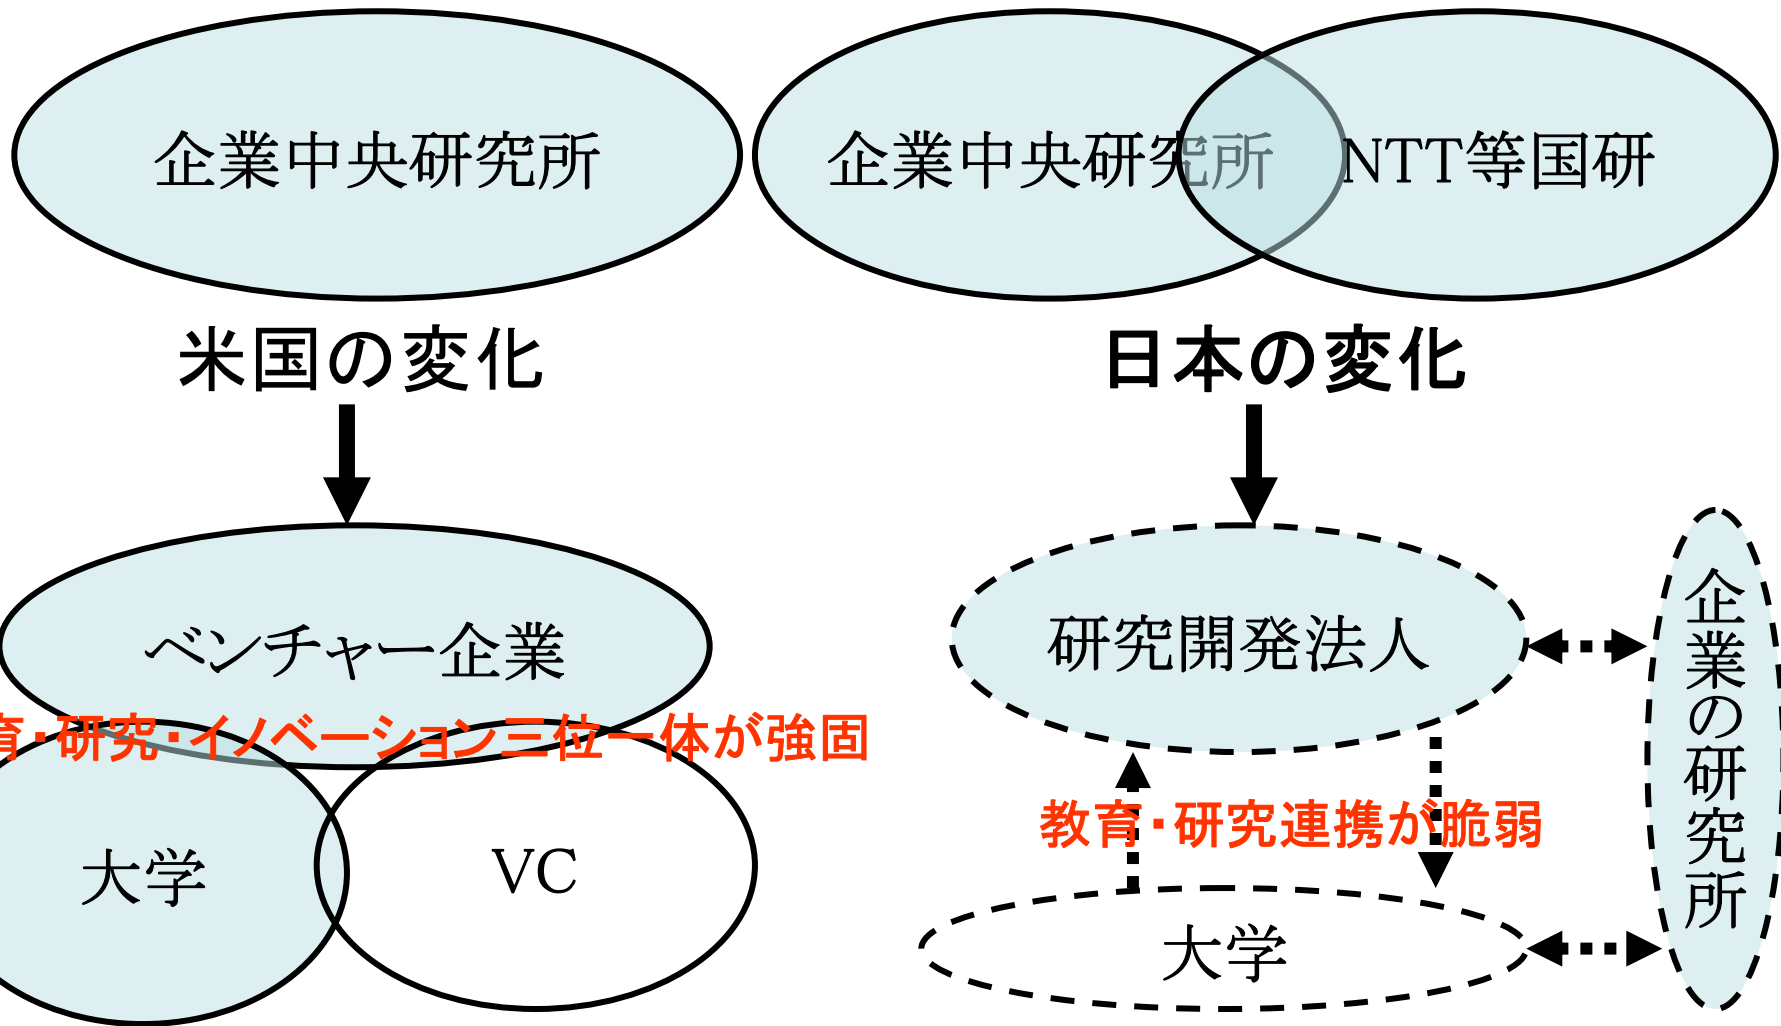 企業中央研究所
企業中央研究所
NTT等国研
米国の変化
日本の変化
ベンチャー企業
育・研究・イノベーション三位一体が強固
大学
VC
研究開発法人
企業の研究所
教育・研究連携が脆弱
大学